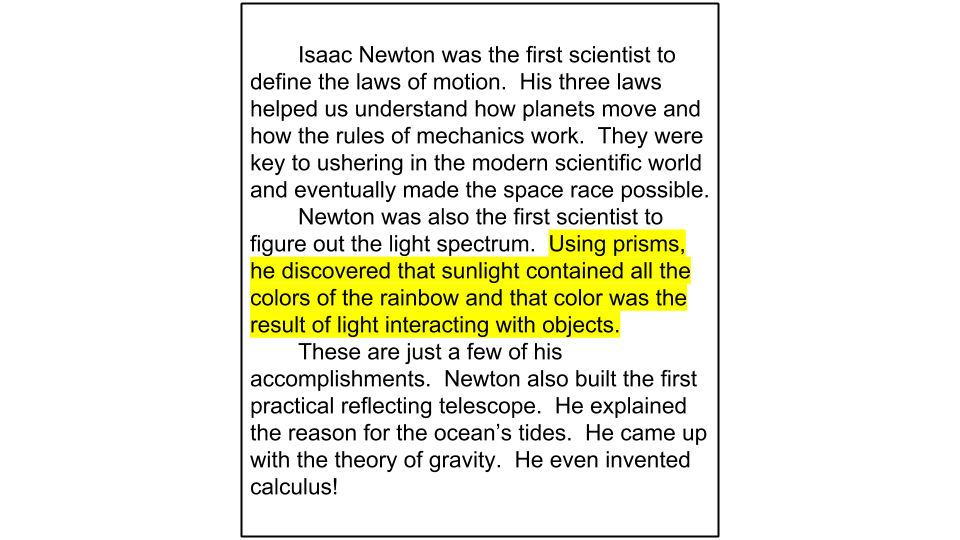 Isaac Newton was the first scientist to
define the laws of motion.  His three laws
helped us understand how planets move and
how the rules of mechanics work.  They were
key to ushering in the modern scientific world
and eventually made the space race possible.
Newton was also the first scientist to
figure out the light spectrum.  Using prisms,
he discovered that sunlight contained all the
colors of the rainbow and that color was the
result of light interacting with objects.
These are just a few of his
accomplishments.  Newton also built the first
practical reflecting telescope.  He explained
the reason for the ocean’s tides.  He came up
with the theory of gravity.  He even invented
calculus!